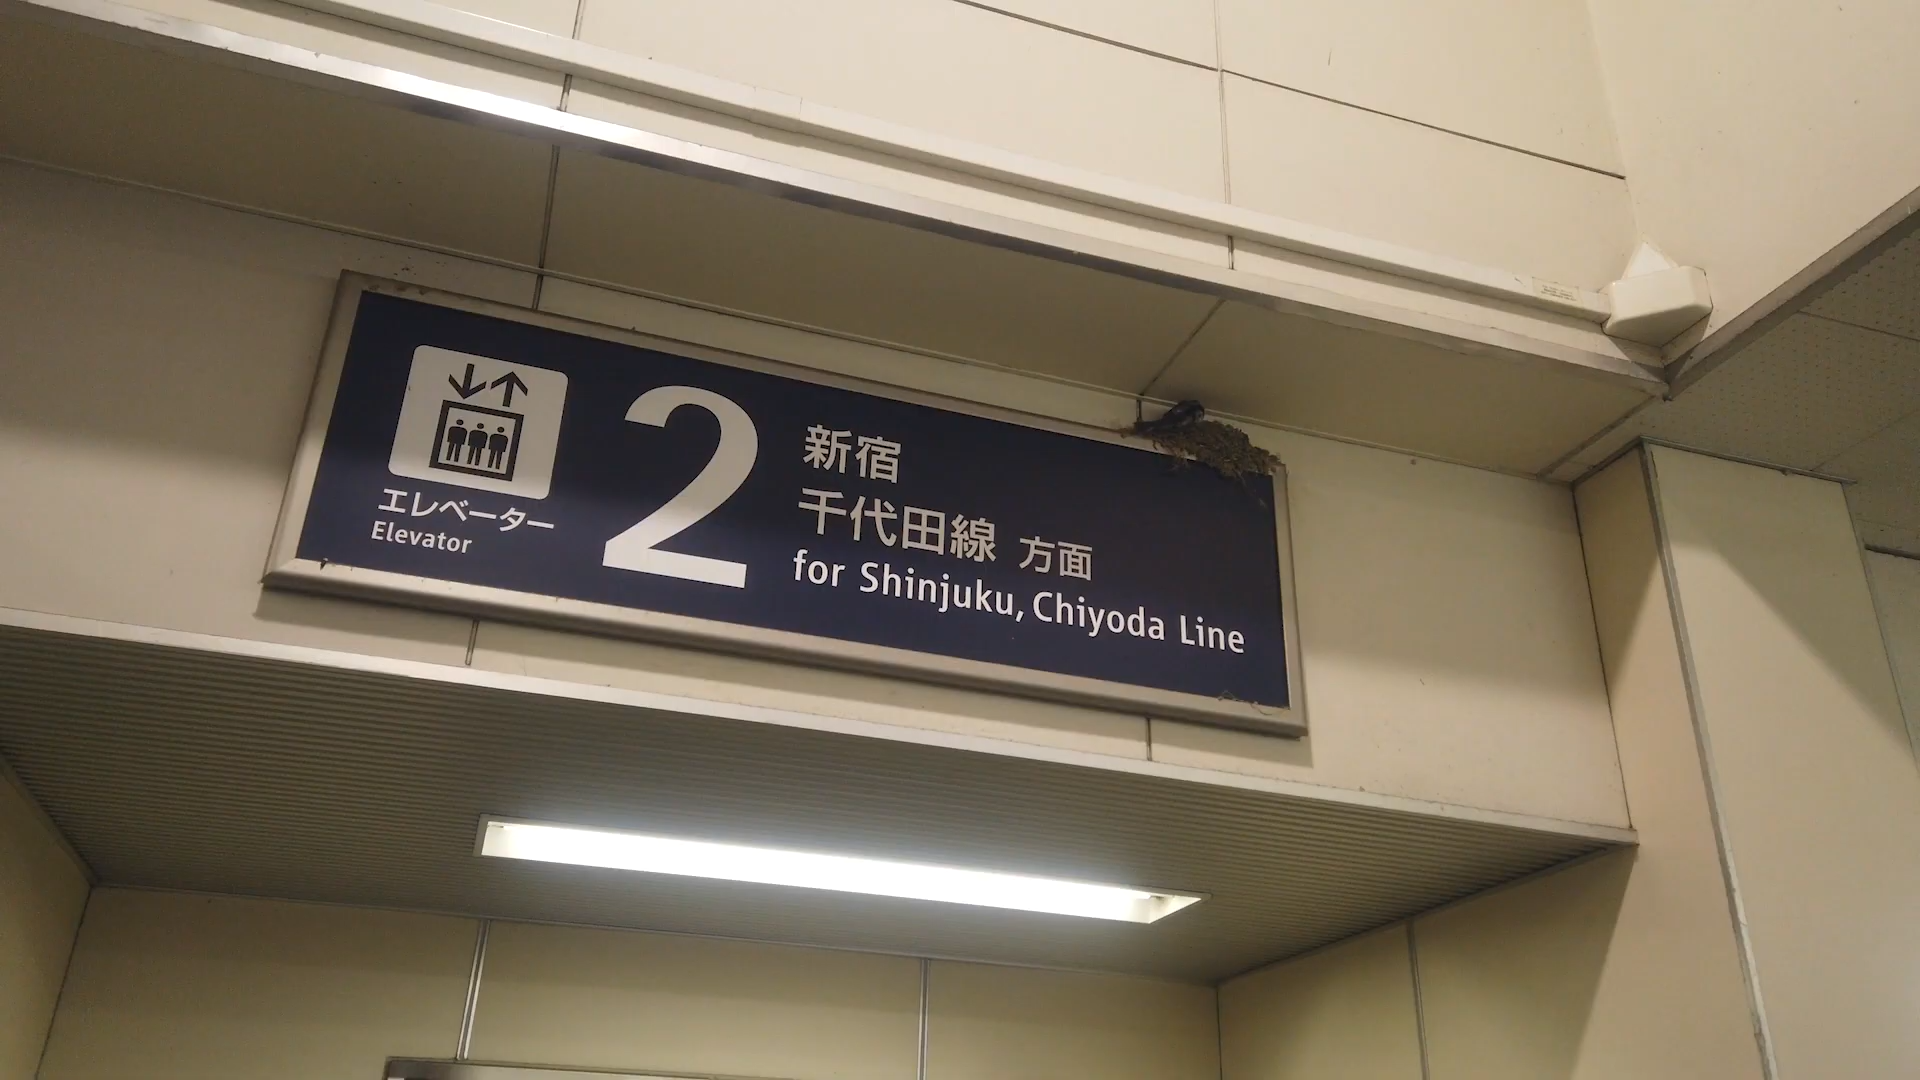 エレベーター
Elevator
2
新宿
千代田線 方面
for Shinjuku, Chiyoda Line